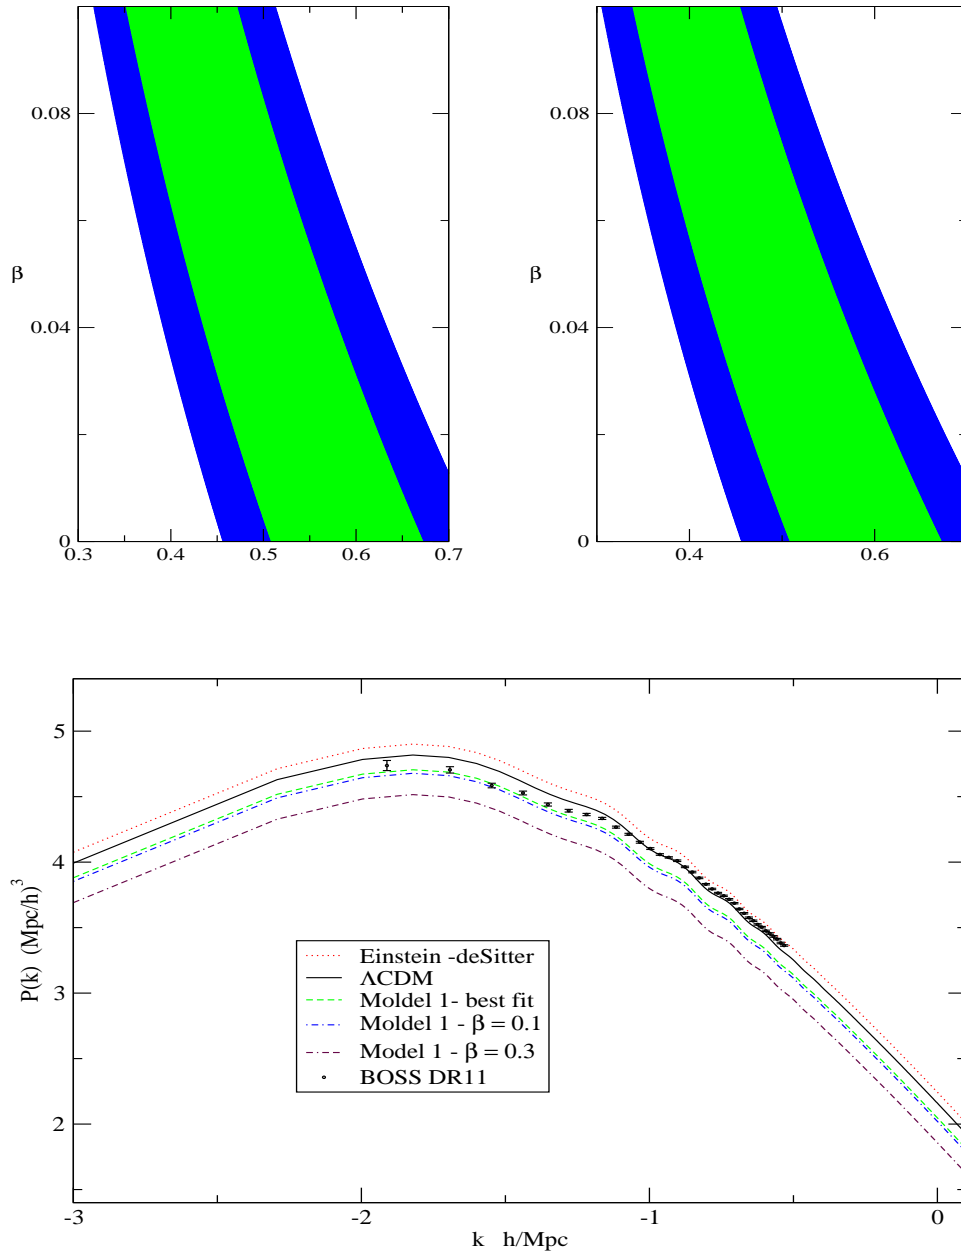 0.08
0.04
0
β
0.3
0.4
0.5
0.6
0.7
0.08
0.04
0
β
0.4
0.6
5
4
3
2
P(k) (Mpc/h)³
-3
-2
-1
0
k h/Mpc
Einstein -deSitter
ΛCDM
Moldel 1- best fit
Moldel 1 - β = 0.1
Model 1 - β = 0.3
BOSS DR11